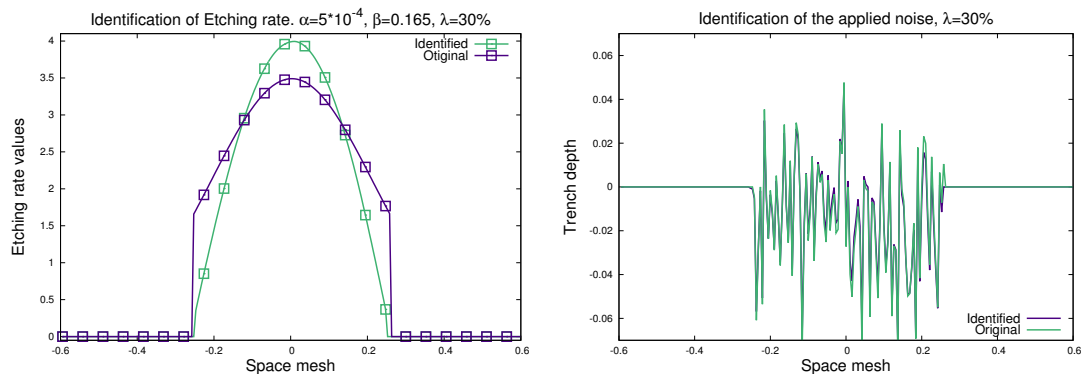 Identification of Etching rate. α=5*10^-4, β=0.165, λ=30%
Identified
Otiginal
Etching rate values
4
3.5
3
2.5
2
1.5
1
0.5
0
-0.6 -0.4 -0.2 0 0.2 0.4 0.6
Space mesh
Identification of the applied noise, λ=30%
Trench depth
0.06
0.04
0.02
0
-0.02
-0.04
-0.06
Identified
Original
-0.6 -0.4 -0.2 0 0.2 0.4 0.6
Space mesh